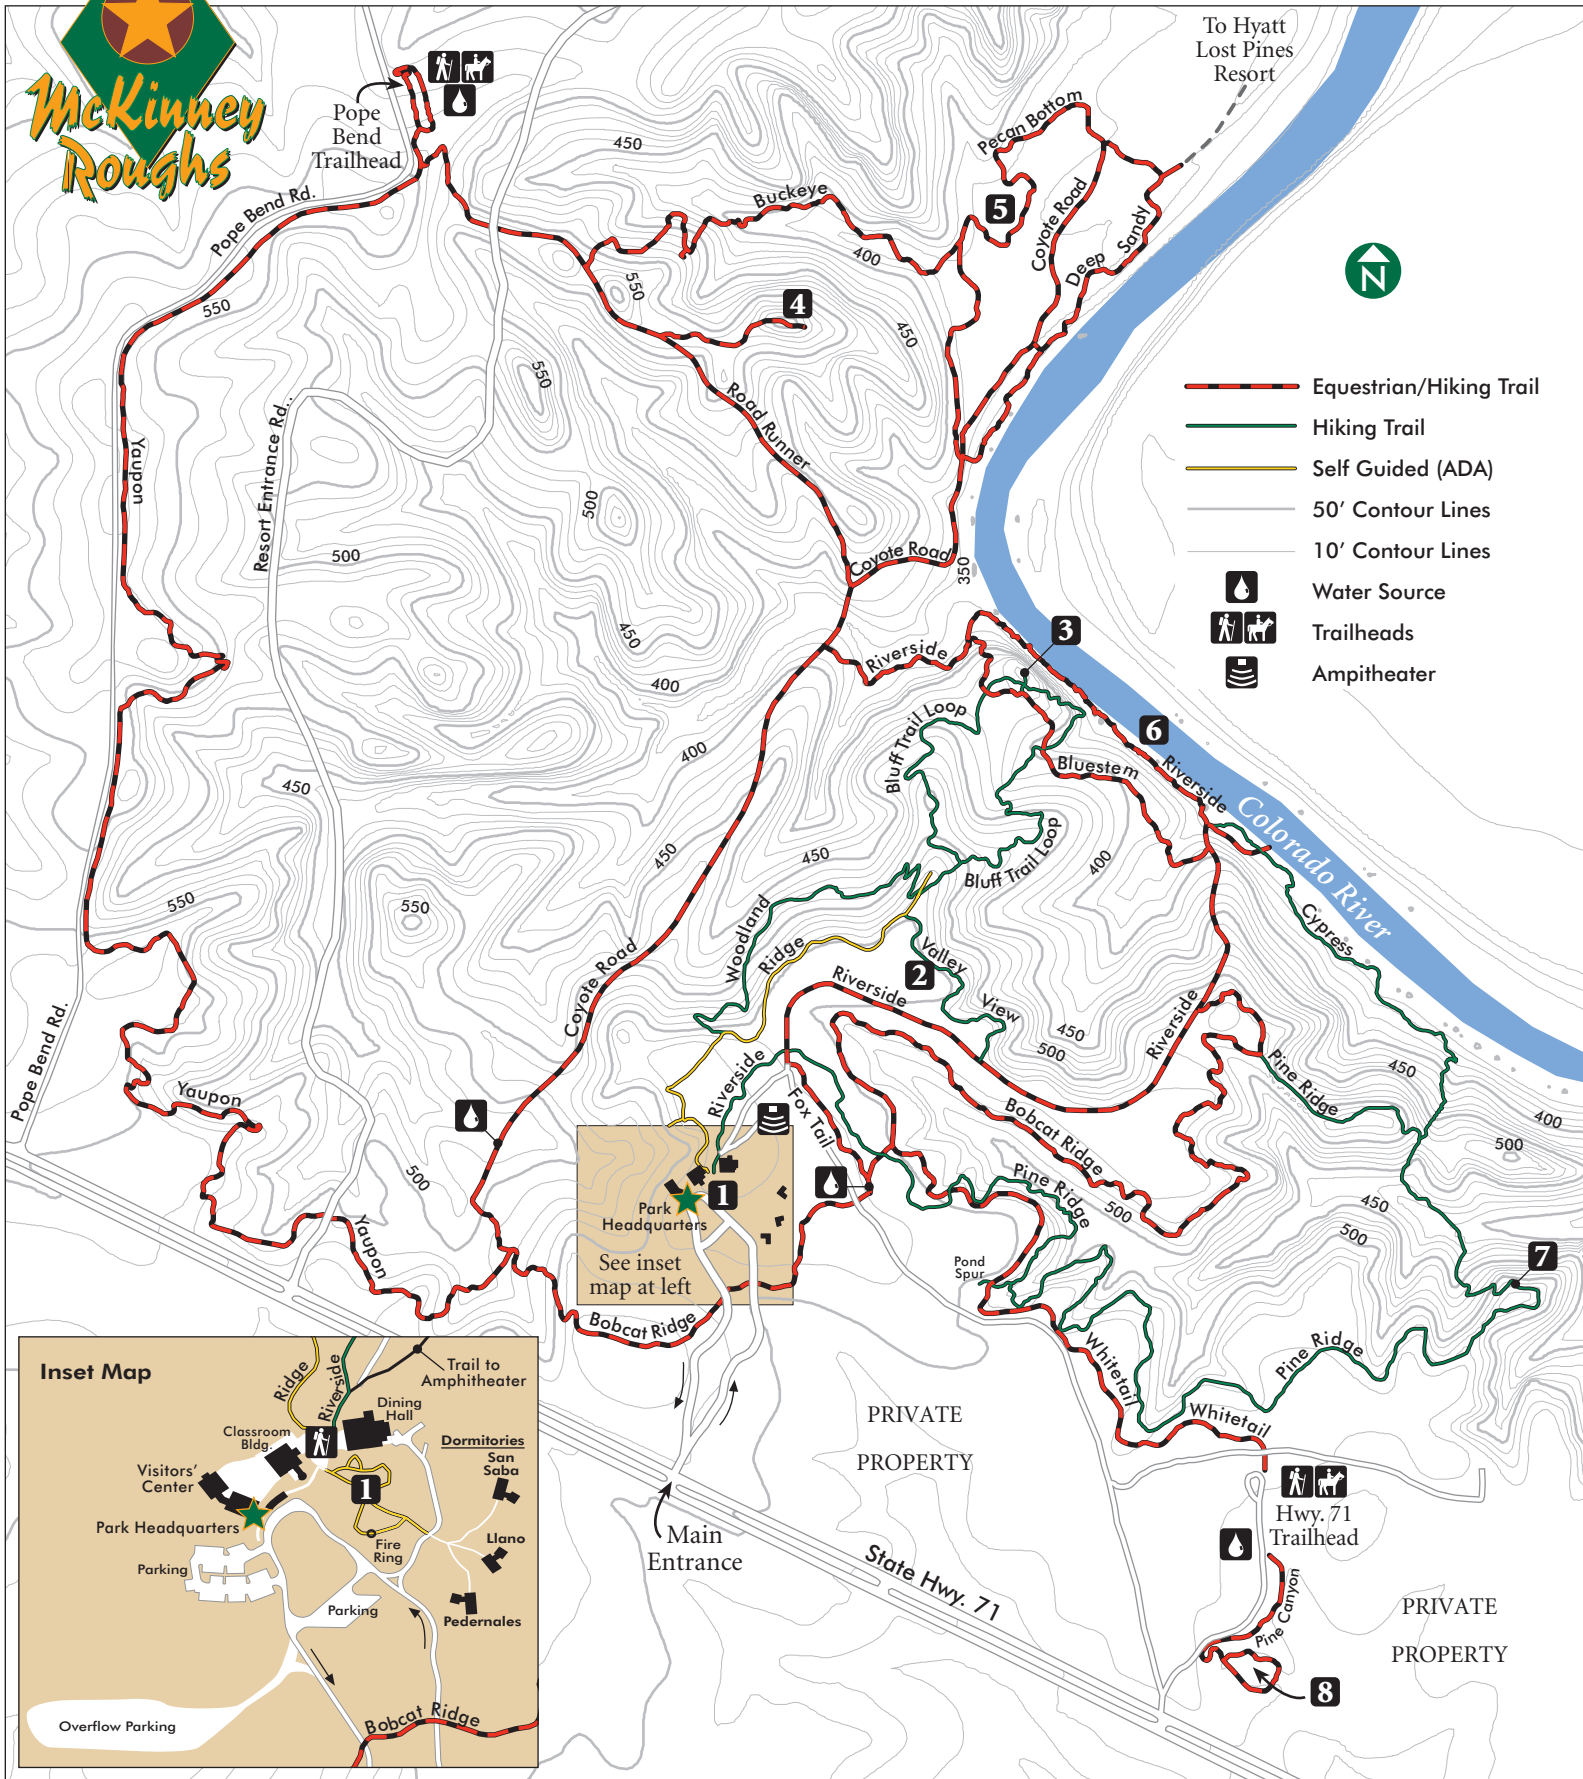 McKinney
Roughs
To Hyatt
Lost Pines
Resort
Pope
Bend
Trailhead
Pope Bend Rd.
550
450
Buckeye
400
550
4
450
550
Pecan Bottom
5
Coyote Road
Deep Sandy
N
Equestrian/Hiking Trail
Hiking Trail
Self Guided (ADA)
50' Contour Lines
10' Contour Lines
Water Source
Trailheads
Ampitheater
Yaupon
Resort Entrance Rd..
Road Runner
500
500
Coyote Road
350
450
400
Riverside
3
6
Bluff Trail Loop
Bluestem
Riverside
Colorado River
400
450
450
450
Bluff Trail Loop
400
550
550
Woodland
Ridge
Valley
View
2
Riverside
Cypress
Coyote Road
450
500
Riverside
450
400
500
Pope Bend Rd.
Yaupon
Riverside
Fox Tail
Bobcat Ridge
Pine Ridge
500
Yaupon
1
Park
Headquarters
See inset
map at left
Pine Ridge
500
Pond
Spur
450
500
7
Bobcat Ridge
Whitetail
Pine Ridge
Whitetail
PRIVATE
PROPERTY
Hwy. 71
Trailhead
Main
Entrance
State Hwy. 71
Pine Canyon
8
PRIVATE
PROPERTY
Inset Map
Ridge
Riverside
Trail to
Amphitheater
Dining
Hall
Classroom
Bldg.
Dormitories
San
Saba
Visitors'
Center
1
Park Headquarters
Fire
Ring
Llano
Parking
Parking
Pedernales
Overflow Parking
Bobcat Ridge